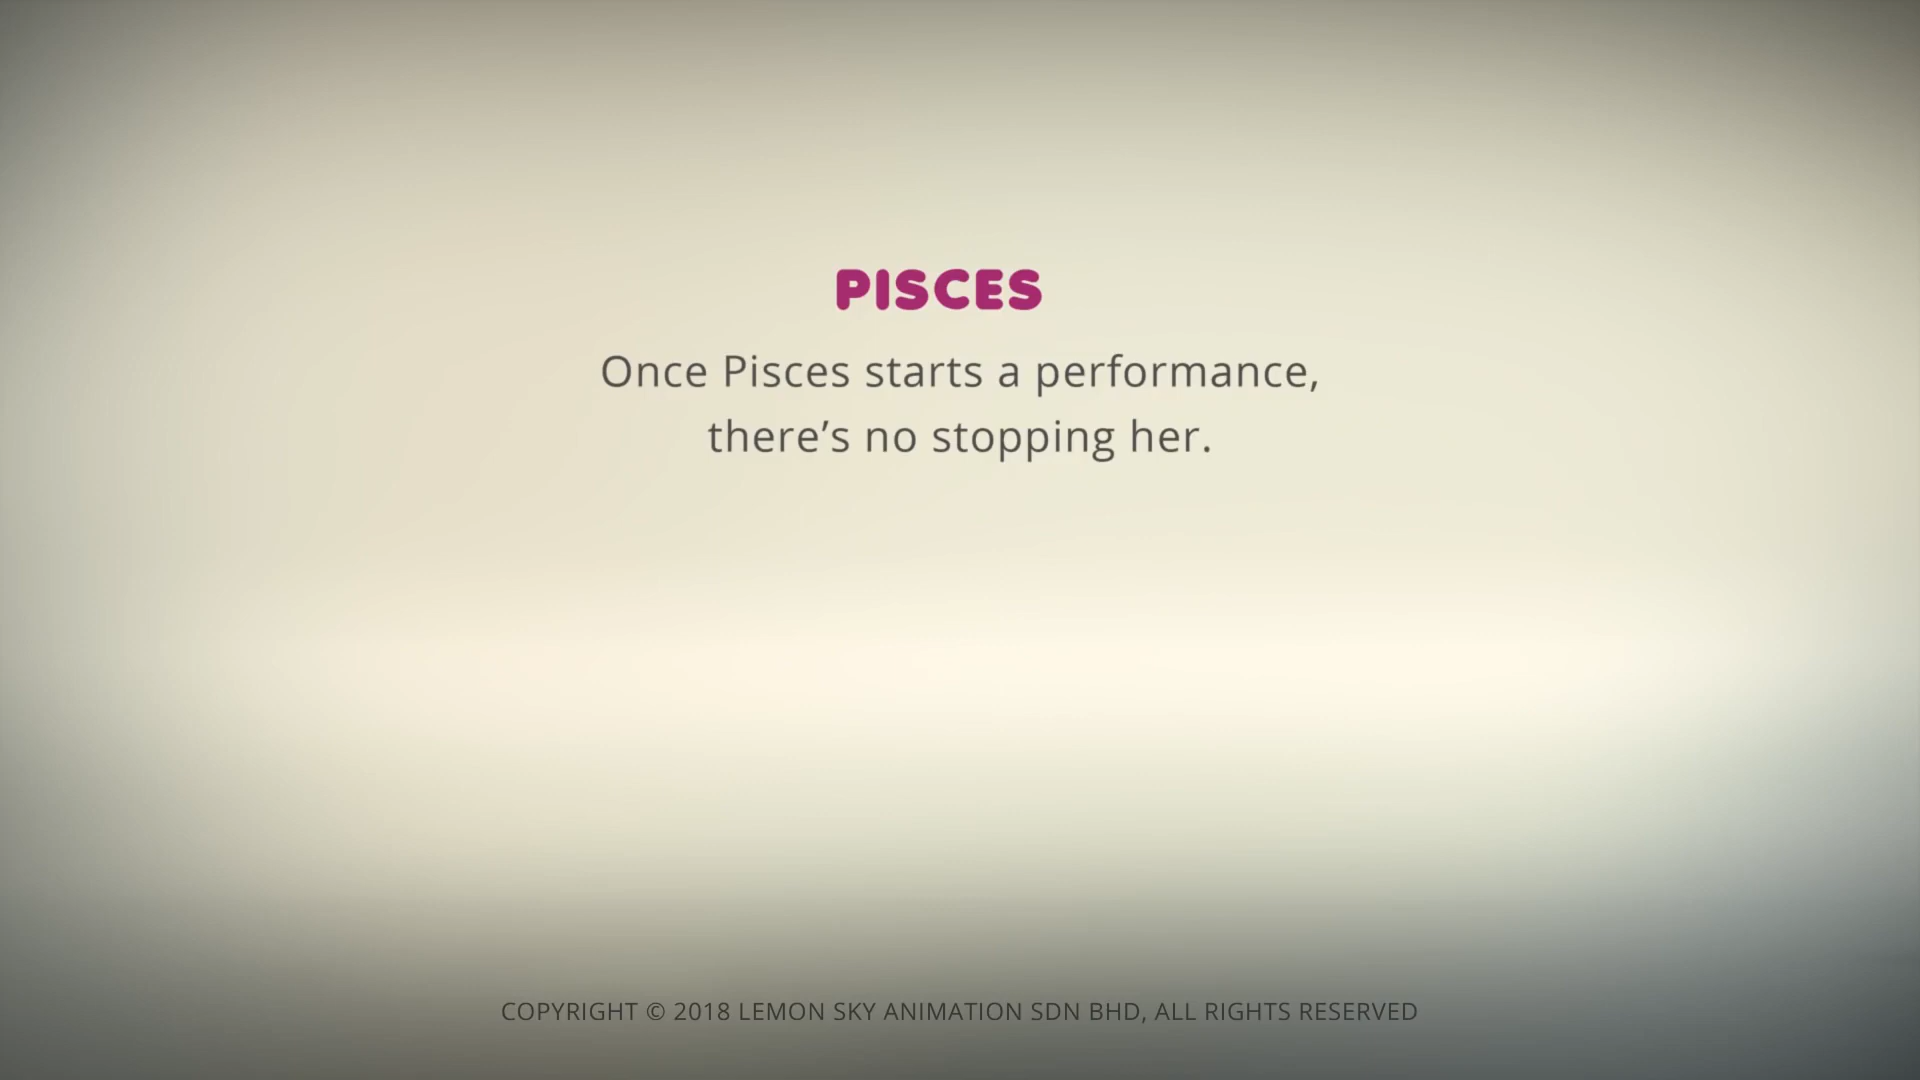 PISCES
Once Pisces starts a performance,
there’s no stopping her.
COPYRIGHT © 2018 LEMON SKY ANIMATION SDN BHD, ALL RIGHTS RESERVED